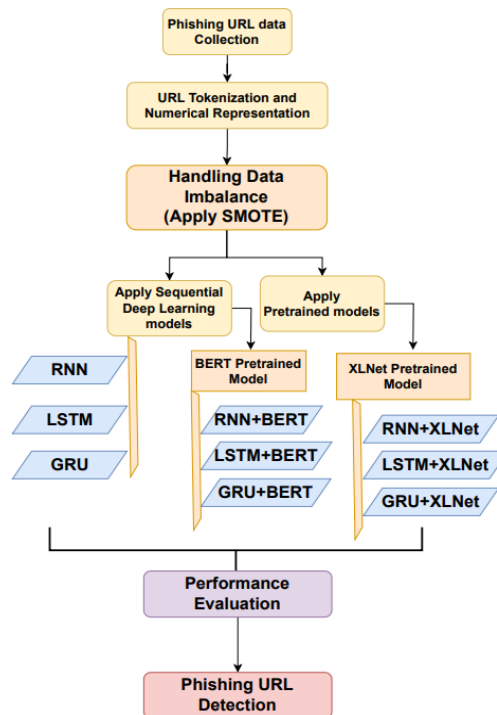 Phishing URL data
Collection
URL Tokenization and
Numerical Representation
Handling Data
Imbalance
(Apply SMOTE)
Apply Sequential
Deep Learning
models
Apply
Pretrained models
RNN
LSTM
GRU
BERT Pretrained
Model
RNN+BERT
LSTM+BERT
GRU+BERT
XLNet Pretrained
Model
RNN+XLNet
LSTM+XLNet
GRU+XLNet
Performance
Evaluation
Phishing URL
Detection